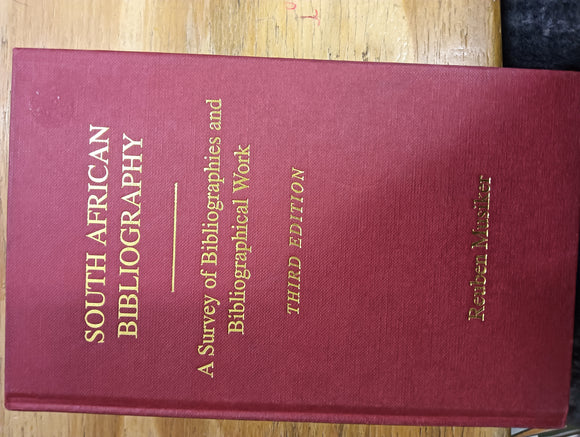 SOUTH AFRICAN
BIBLIOGRAPHY
A Survey of Bibliographies and
Bibliographical Work
THIRD EDITION
Reuben Musiker